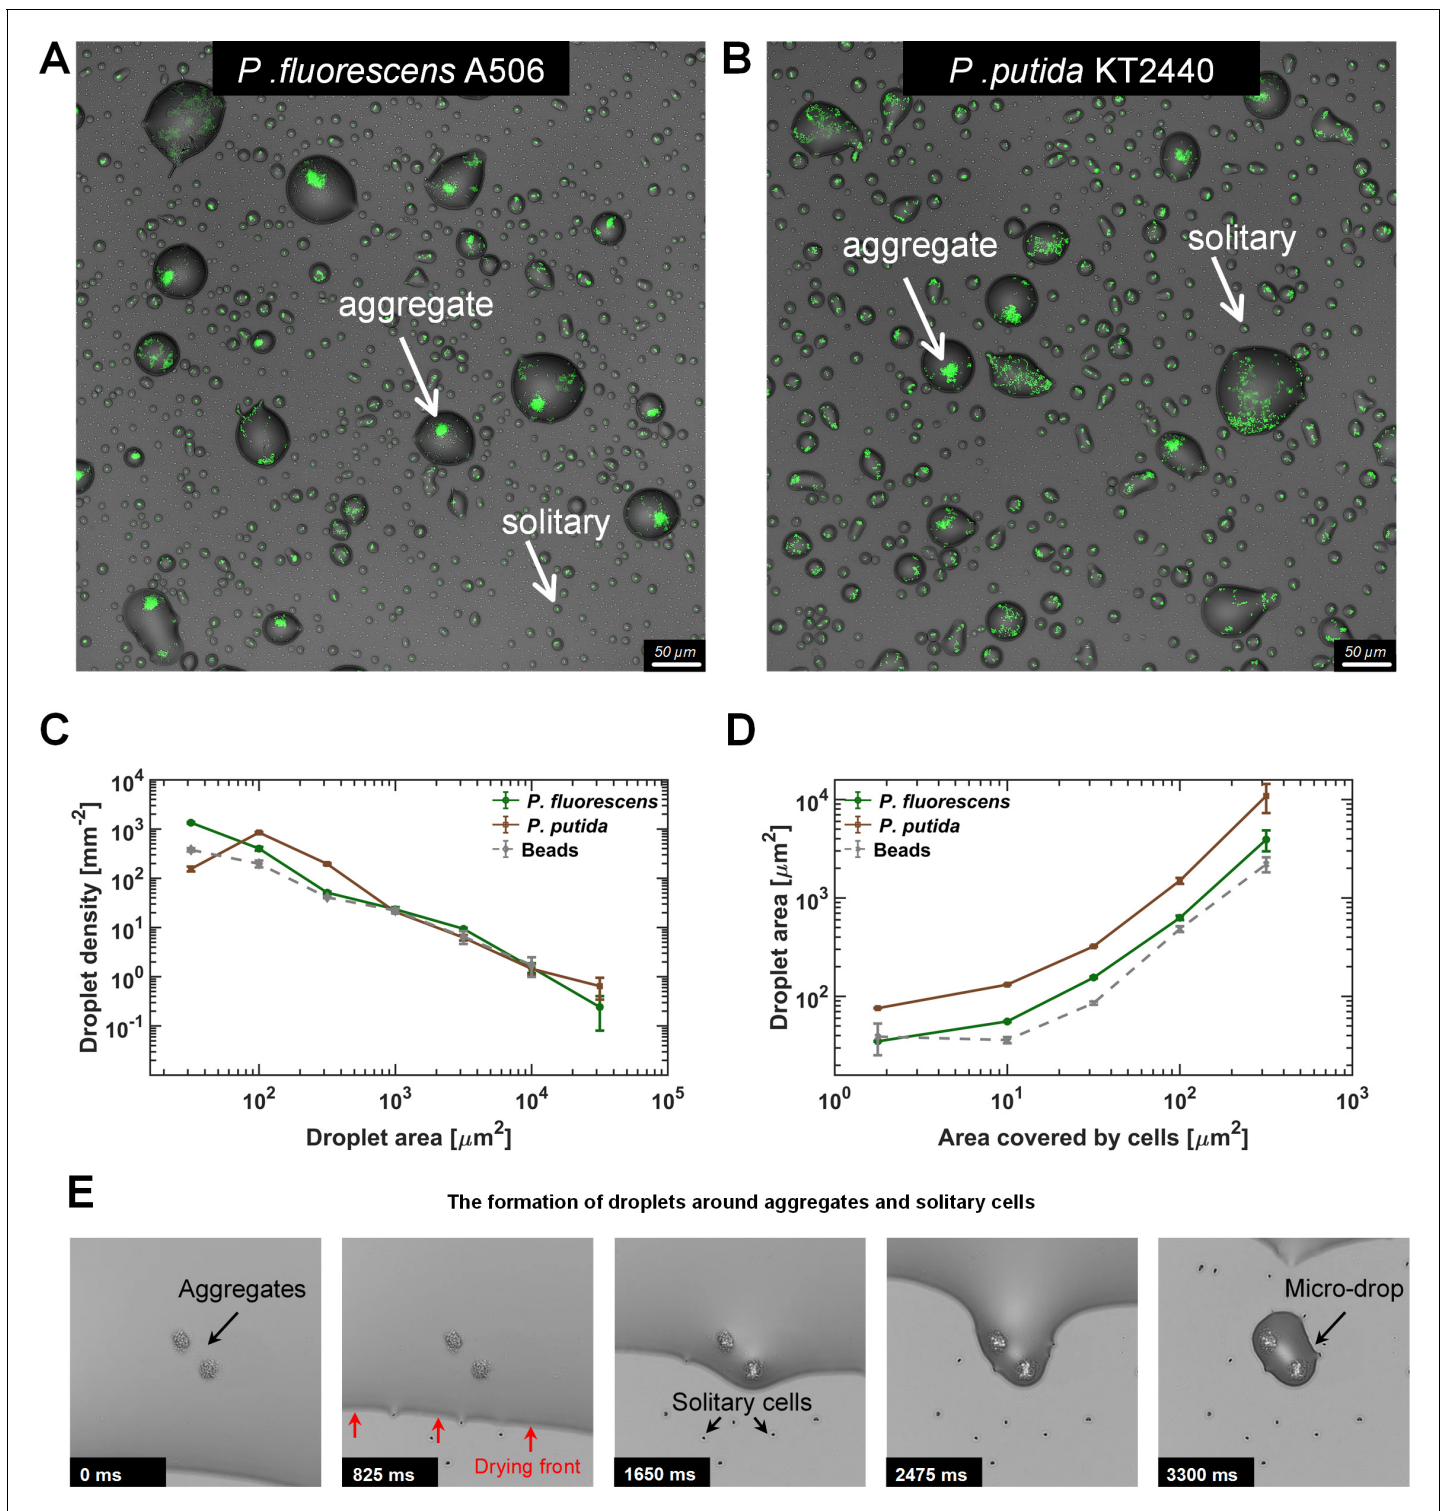 A
P .fluorescens A506
aggregate
solitary
50 µm
B
P .putida KT2440
aggregate
solitary
50 µm
C
Droplet density [mm-2]
10^4
10^3
10^2
10^1
10^0
10^-1
P. fluorescens
P. putida
Beads
10^2
10^3
10^4
10^5
Droplet area [µm^2]
D
Droplet area [µm^2]
10^4
10^3
10^2
P. fluorescens
P. putida
Beads
10^0
10^1
10^2
10^3
Area covered by cells [µm^2]
E
The formation of droplets around aggregates and solitary cells
Aggregates
0 ms
Drying front
825 ms
Solitary cells
1650 ms
2475 ms
Micro-drop
3300 ms